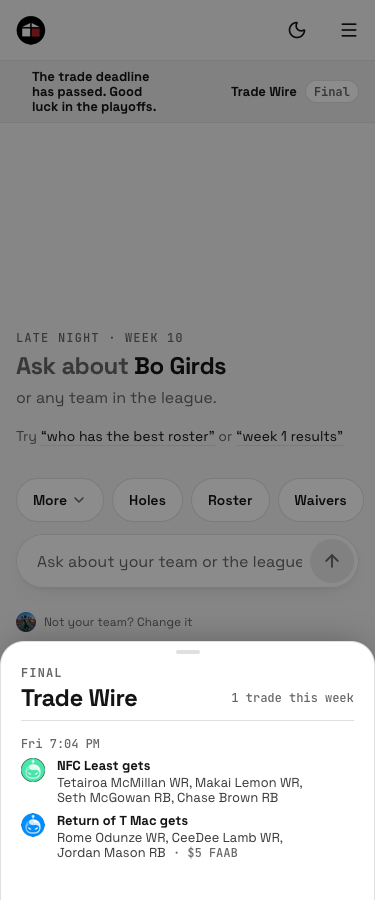 The trade deadline
has passed. Good
luck in the playoffs.
Trade Wire Final
LATE NIGHT · WEEK 10
Ask about Bo Girds
or any team in the league.
Try “who has the best roster” or “week 1 results”
More Holes Roster Waivers
Ask about your team or the league
Not your team? Change it
FINAL
Trade Wire 1 trade this week
Fri 7:04 PM
NFC Least gets
Tetairoa McMillan WR, Makai Lemon WR,
Seth McGowan RB, Chase Brown RB
Return of T Mac gets
Rome Odunze WR, CeeDee Lamb WR,
Jordan Mason RB · $5 FAAB